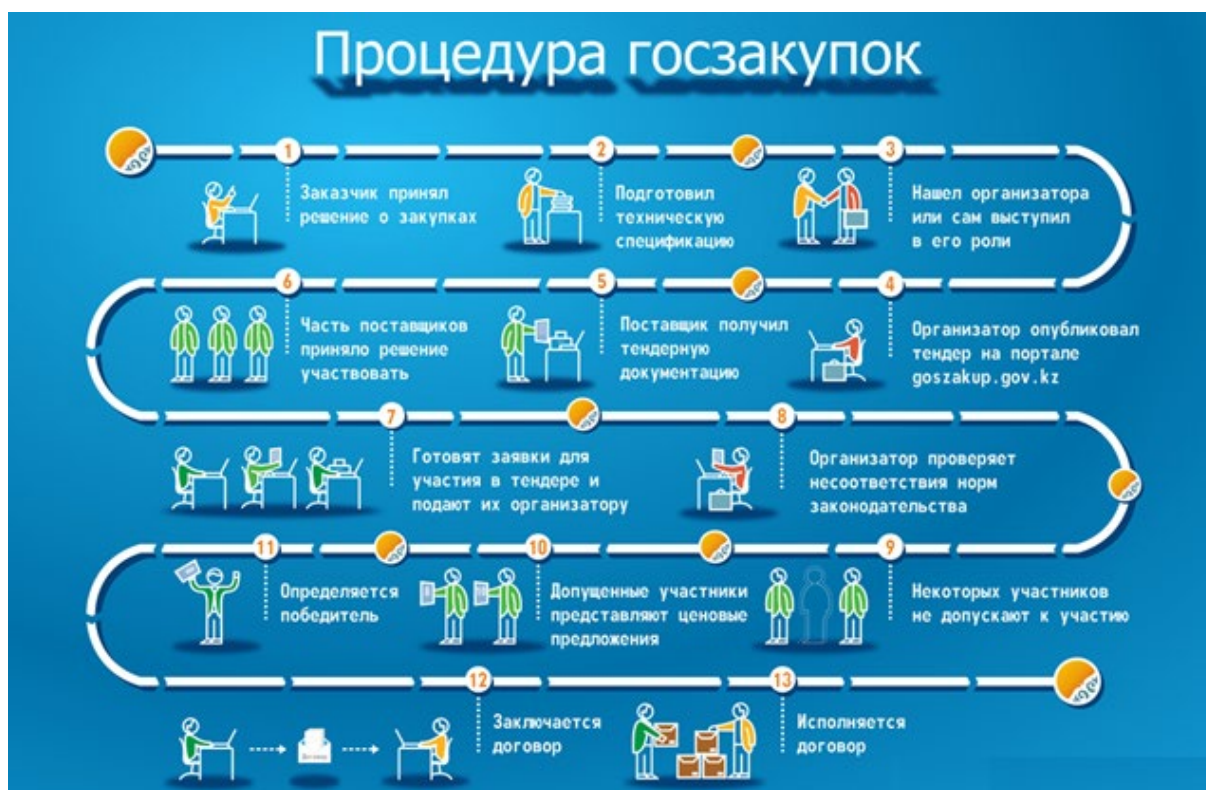 Процедура госзакупок
1
Заказчик принял
решение о закупках
2
Подготовил
техническую
спецификацию
3
Нашел организатора
или сам выступил
в его роли
4
Организатор опубликовал
тендер на портале
goszakup.gov.kz
5
Поставщик получил
тендерную
документацию
6
Часть поставщиков
приняло решение
участвовать
7
Готовят заявки для
участия в тендере и
подают их организатору
8
Организатор проверяет
несоответствия норм
законодательства
9
Некоторых участников
не допускают к участию
10
Допущенные участники
представляют ценовые
предложения
11
Определяется
победитель
12
Заключается
договор
13
Исполняется
договор